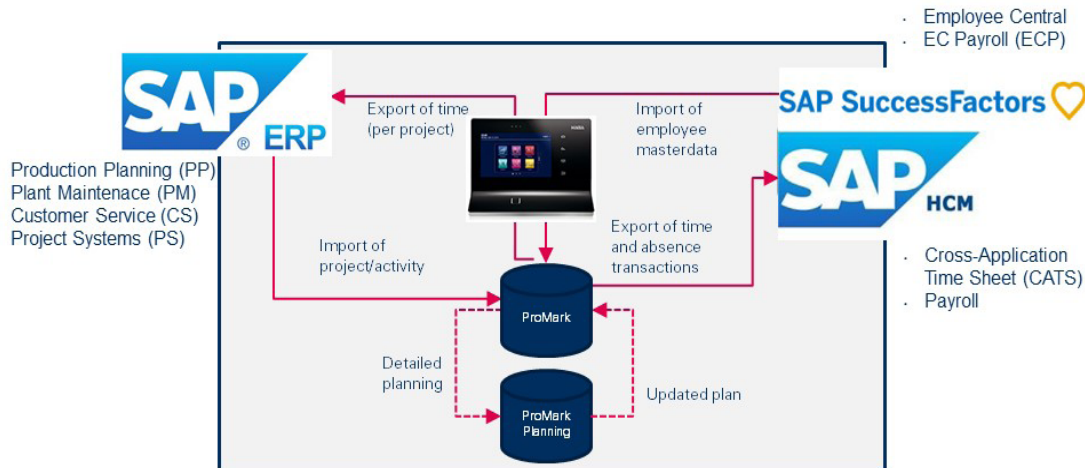 · Employee Central
· EC Payroll (ECP)
SAP
® ERP
SAP SuccessFactors
SAP
HCM
Export of time
(per project)
Import of
employee
masterdata
Production Planning (PP)
Plant Maintenace (PM)
Customer Service (CS)
Project Systems (PS)
Import of
project/activity
Export of time
and absence
transactions
· Cross-Application
Time Sheet (CATS)
· Payroll
ProMark
Detailed
planning
Updated plan
ProMark
Planning